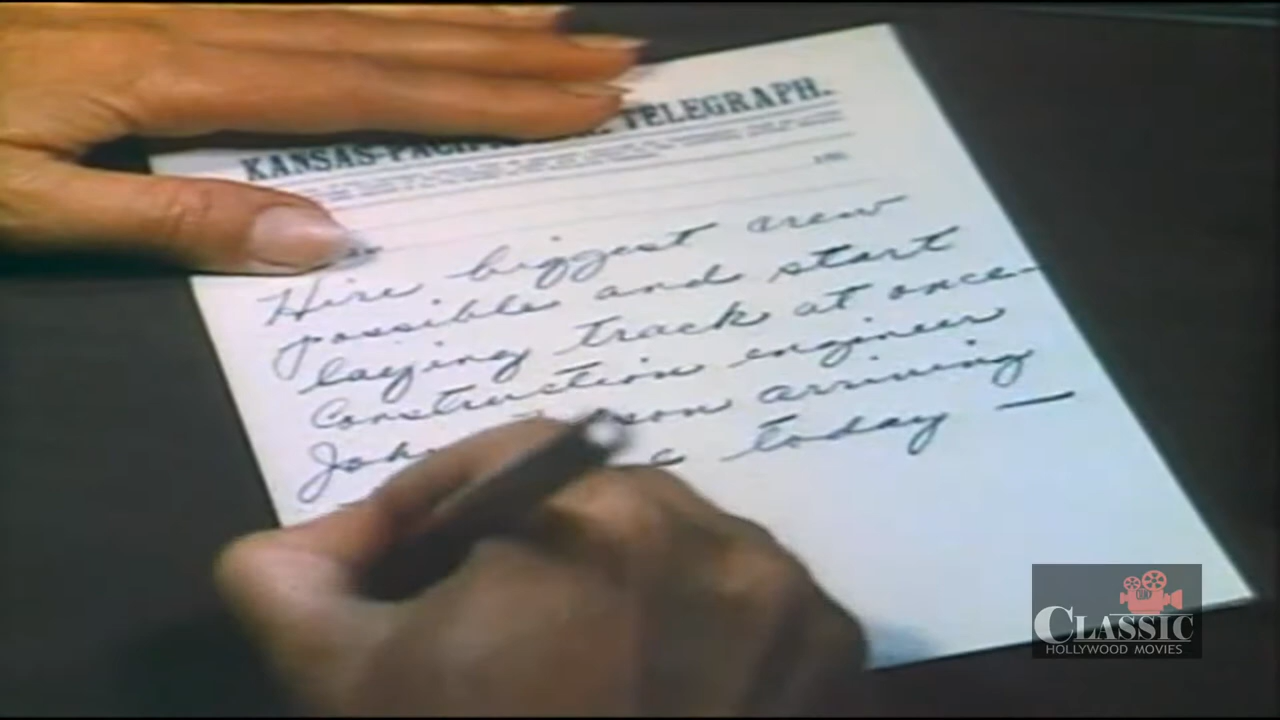 KANSAS-PACIFIC TELEGRAPH.
Hire biggest crew
possible and start
laying track at once-
Construction engineer
arriving
today —
CLASSIC
HOLLYWOOD MOVIES